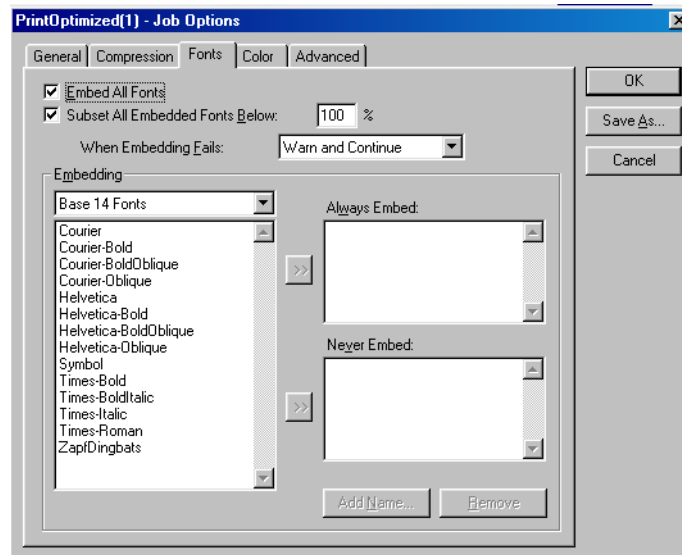 PrintOptimized(1) - Job Options
General Compression Fonts Color Advanced
Embed All Fonts
Subset All Embedded Fonts Below: 100 %
When Embedding Fails: Warn and Continue
OK
Save As...
Cancel
Embedding
Base 14 Fonts
Courier
Courier-Bold
Courier-BoldOblique
Courier-Oblique
Helvetica
Helvetica-Bold
Helvetica-BoldOblique
Helvetica-Oblique
Symbol
Times-Bold
Times-BoldItalic
Times-Italic
Times-Roman
ZapfDingbats
>>
>>
Always Embed:
Never Embed:
Add Name... Remove